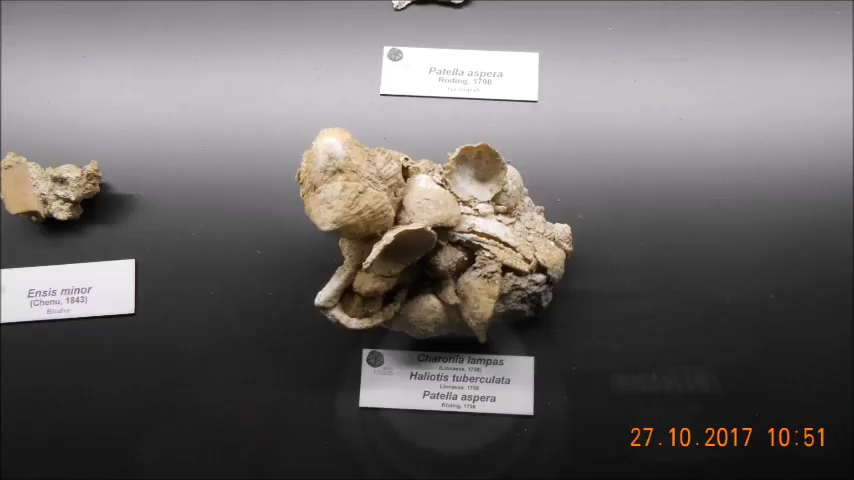 Patella aspera
Röding, 1798
Ensis minor
(Chenu, 1843)
Bivalve
Charonia lampas
(Linnaeus, 1758)
Haliotis tuberculata
Linnaeus, 1758
Patella aspera
Röding, 1798
27.10.2017 10:51